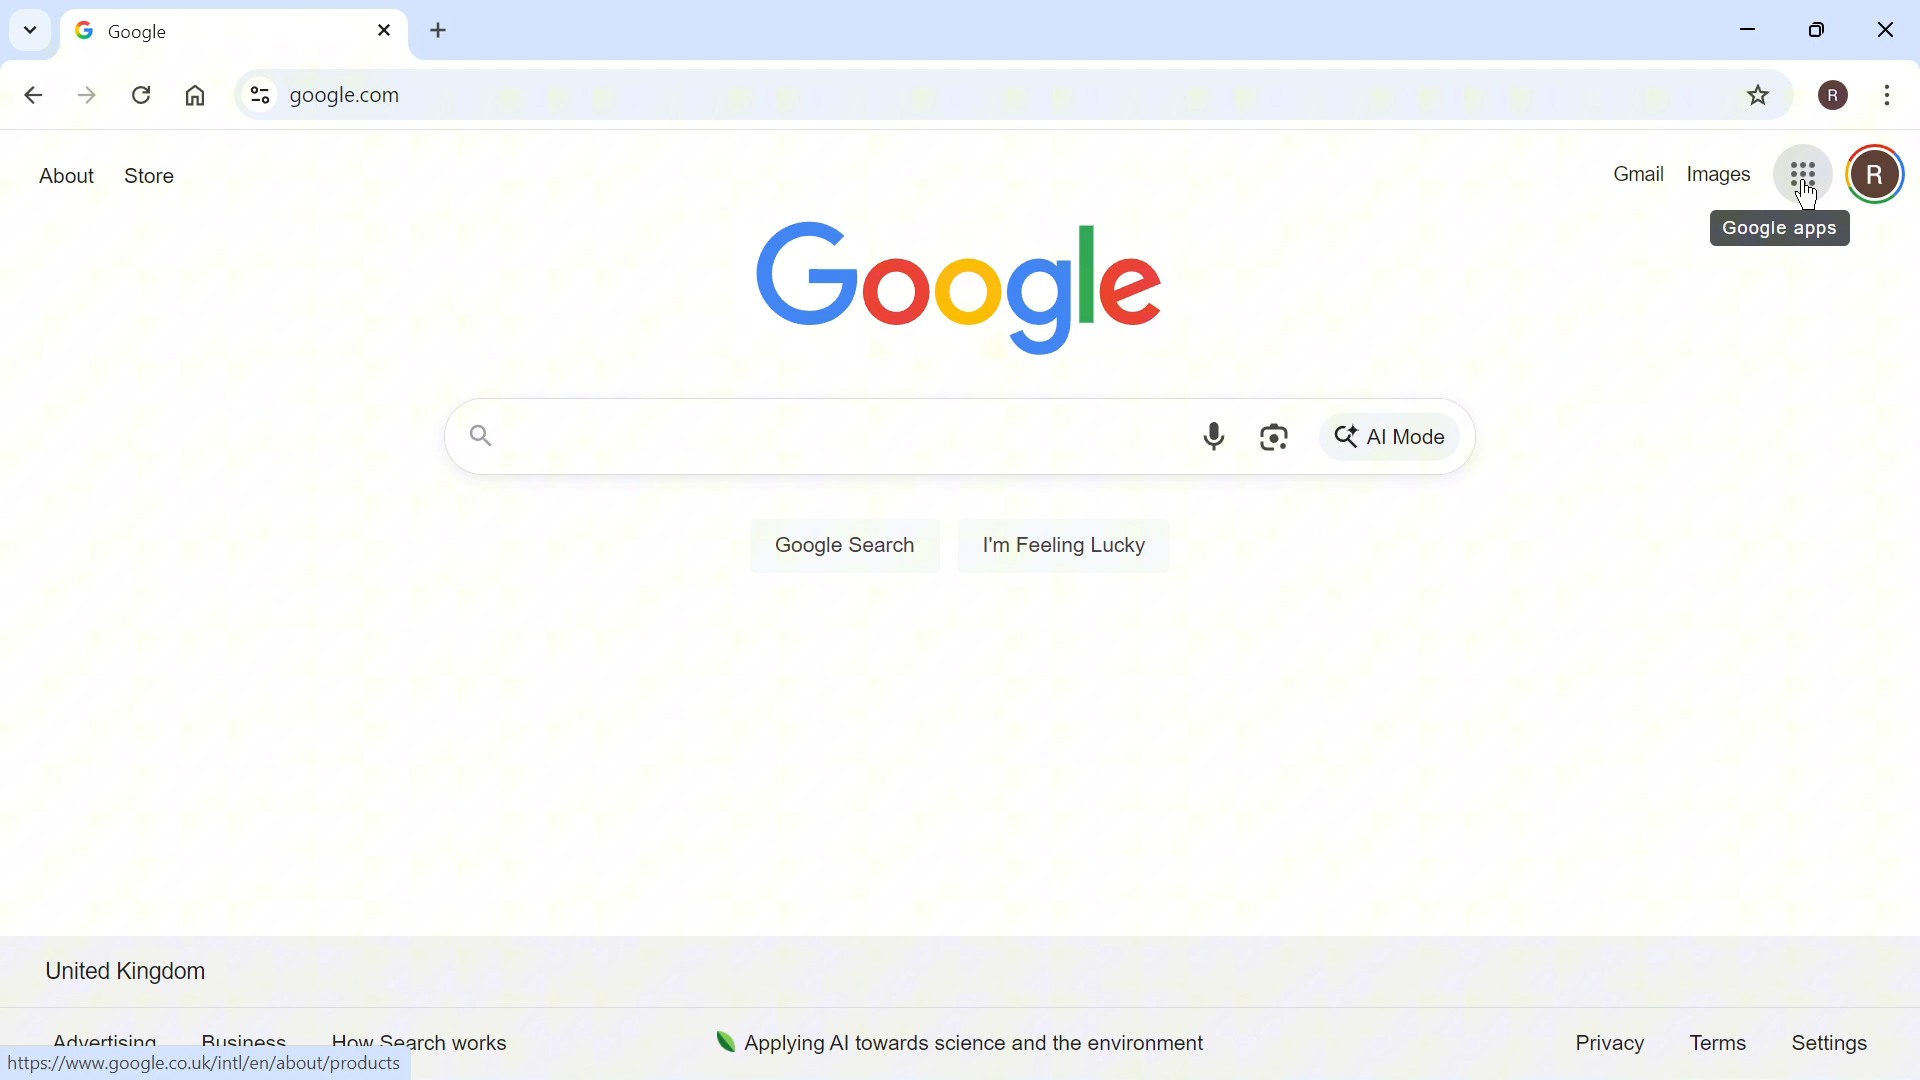 Google
google.com
R
About Store
Gmail Images
R
Google apps
Google
AI Mode
Google Search I'm Feeling Lucky
United Kingdom
Advertising Business How Search works
Applying AI towards science and the environment
Privacy Terms Settings
https://www.google.co.uk/intl/en/about/products